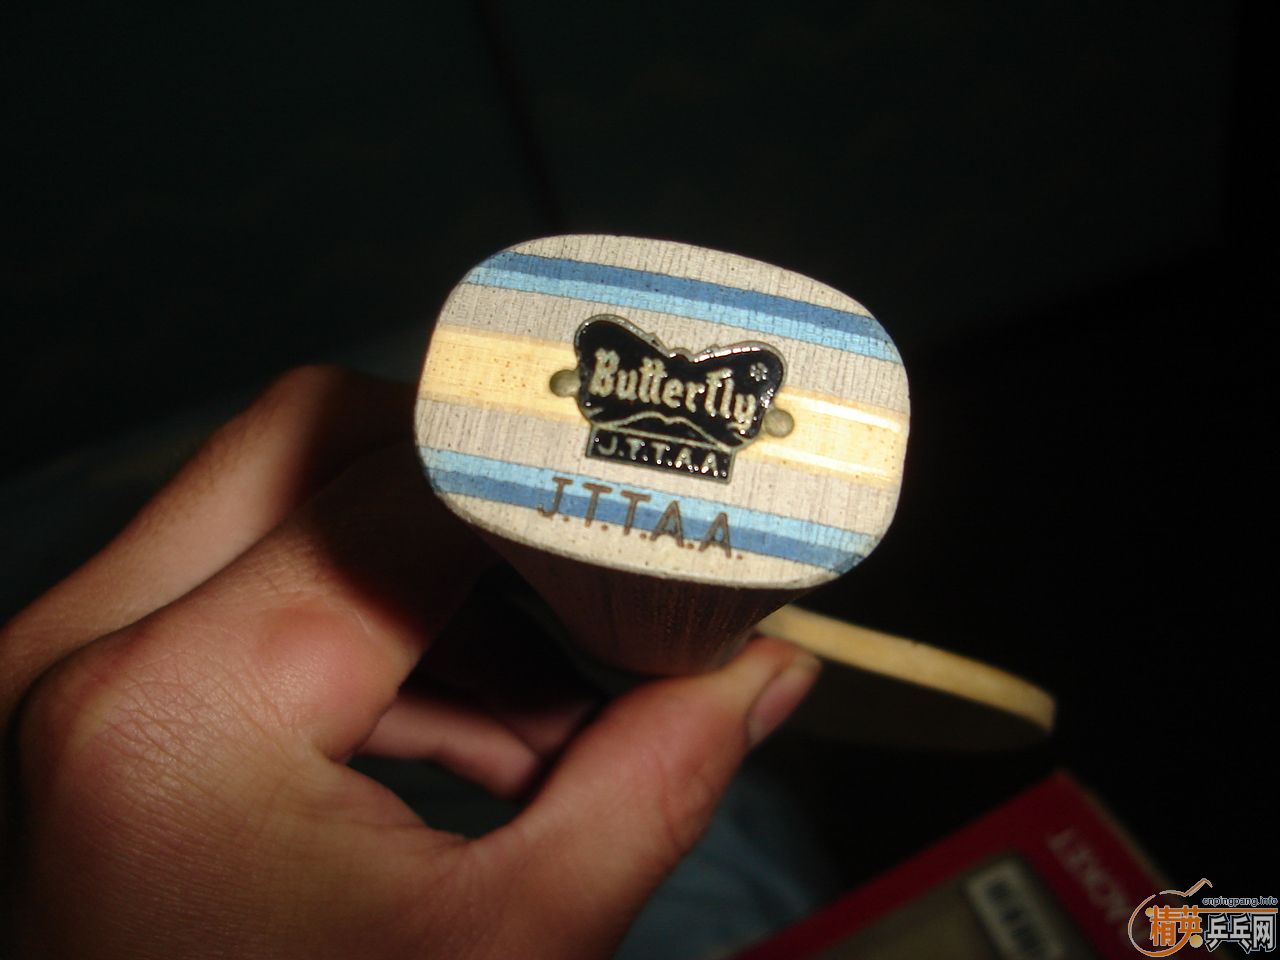 Butterfly
J.T.T.A.A.
J.T.T.A.A.
cnpingpang.info
精英乒乓网